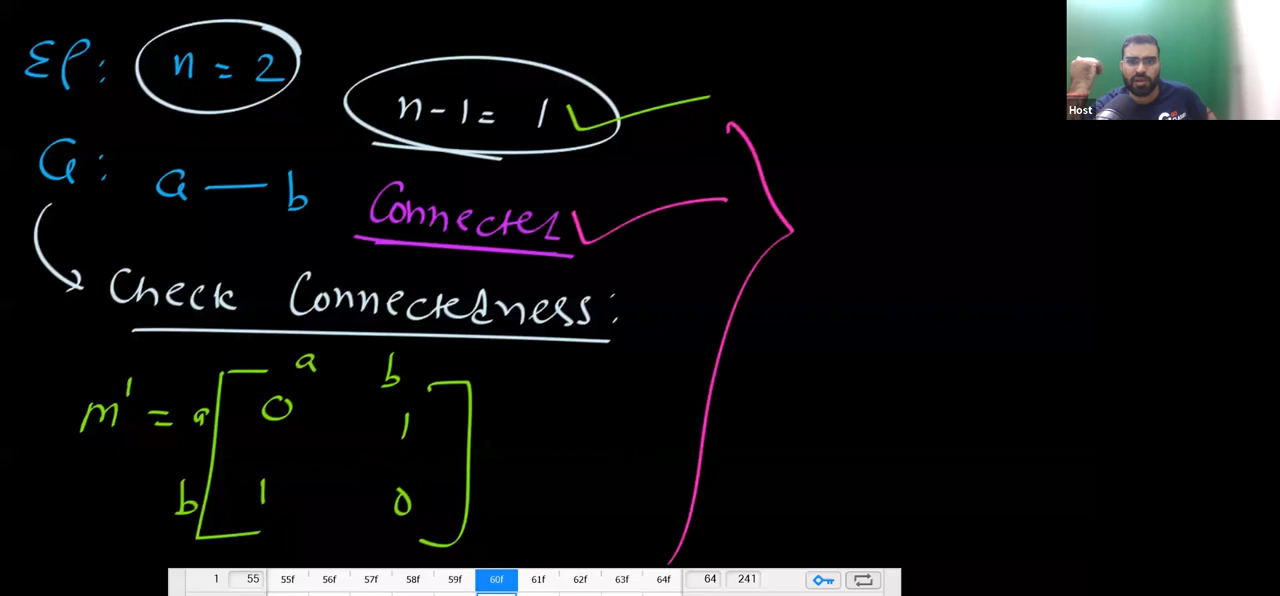 Eg: n = 2
n - 1 = 1
G: a — b Connected
Check Connectedness:
a b
m¹ = a 0 1
b 1 0
Host
1 55 55f 56f 57f 58f 59f 60f 61f 62f 63f 64f 64 241